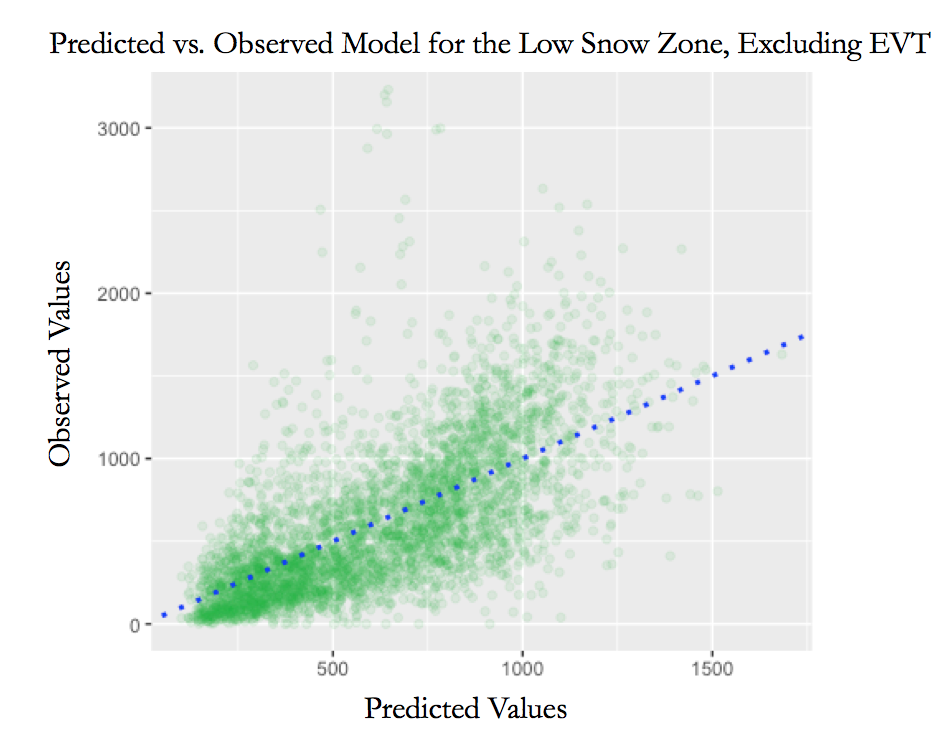 Predicted vs. Observed Model for the Low Snow Zone, Excluding EVT
3000
2000
1000
0
Observed Values
500 1000 1500
Predicted Values